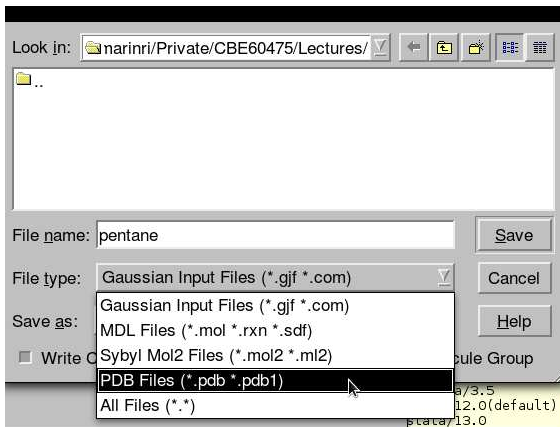 Look in: narinri/Private/CBE60475/Lectures/
..
File name: pentane Save
File type: Gaussian Input Files (*.gjf *.com) Cancel
Gaussian Input Files (*.gjf *.com)
Save as: MDL Files (*.mol *.rxn *.sdf) Help
Sybyl Mol2 Files (*.mol2 *.ml2)
Write cule Group
PDB Files (*.pdb *.pdb1)
a/3.5
All Files (*.*) 12.0(default)
stata/13.0